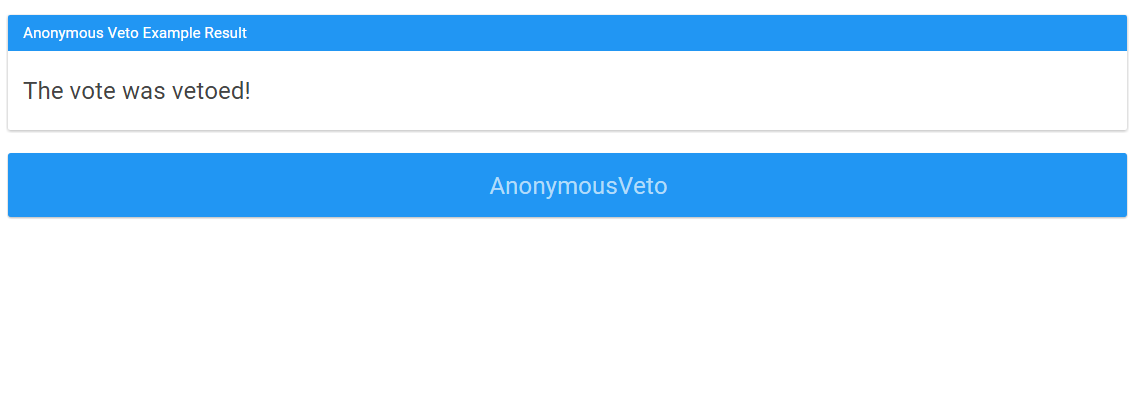 Anonymous Veto Example Result
The vote was vetoed!
AnonymousVeto